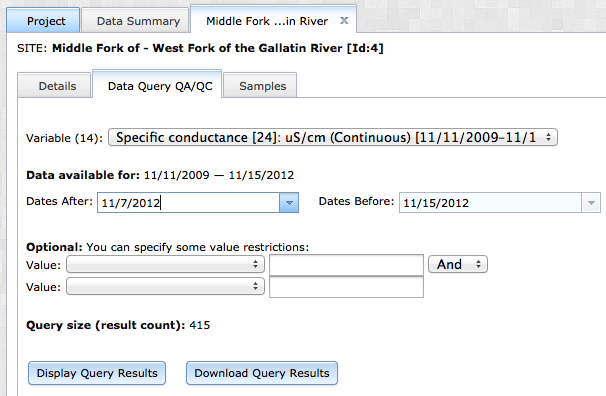 Project Data Summary Middle Fork ...in River X
SITE: Middle Fork of - West Fork of the Gallatin River [Id:4]
Details Data Query QA/QC Samples
Variable (14): Specific conductance [24]: uS/cm (Continuous) [11/11/2009-11/1
Data available for: 11/11/2009 — 11/15/2012
Dates After: 11/7/2012 Dates Before: 11/15/2012
Optional: You can specify some value restrictions:
Value: And
Value:
Query size (result count): 415
Display Query Results Download Query Results